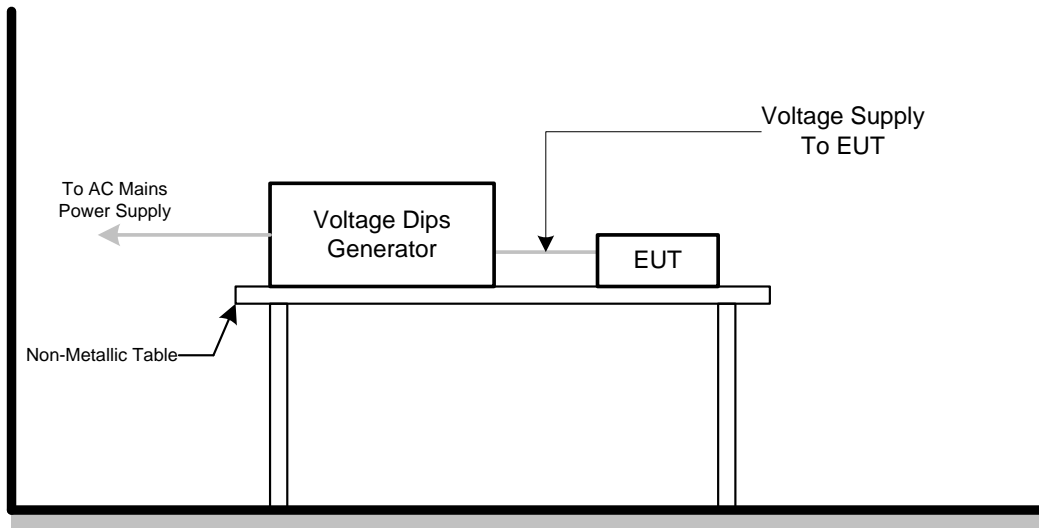 Voltage Supply
To EUT
To AC Mains
Power Supply
Voltage Dips
Generator
EUT
Non-Metallic Table